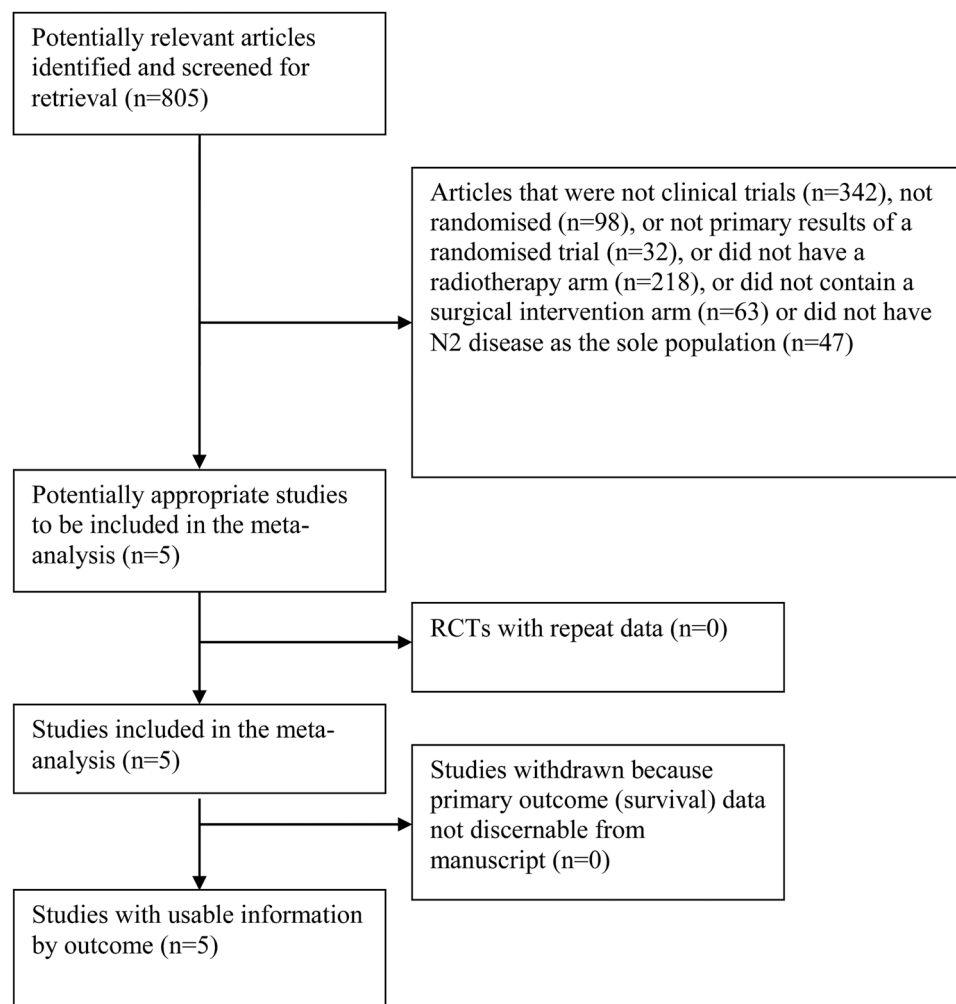 Potentially relevant articles
identified and screened for
retrieval (n=805)
Articles that were not clinical trials (n=342), not
randomised (n=98), or not primary results of a
randomised trial (n=32), or did not have a
radiotherapy arm (n=218), or did not contain a
surgical intervention arm (n=63) or did not have
N2 disease as the sole population (n=47)
Potentially appropriate studies
to be included in the meta-
analysis (n=5)
RCTs with repeat data (n=0)
Studies included in the meta-
analysis (n=5)
Studies withdrawn because
primary outcome (survival) data
not discernable from
manuscript (n=0)
Studies with usable information
by outcome (n=5)